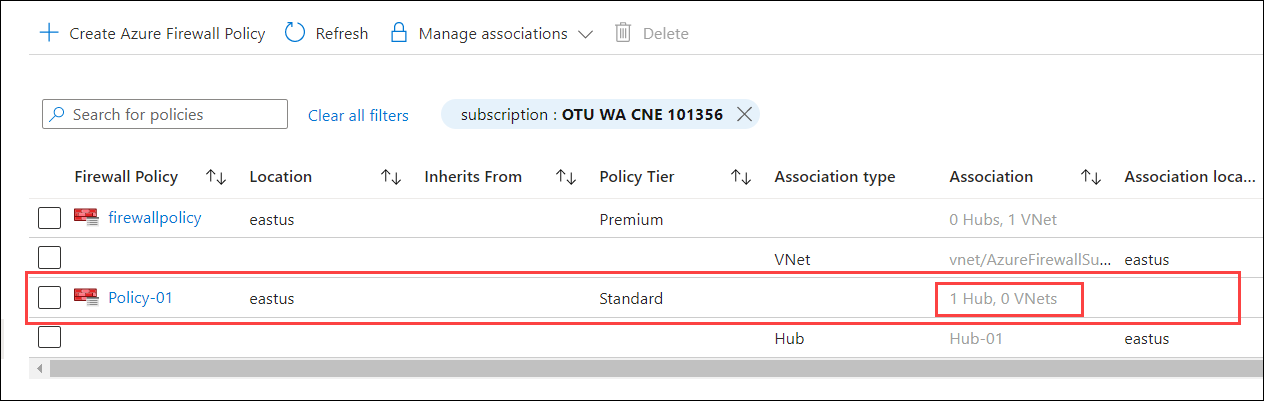 Create Azure Firewall Policy Refresh Manage associations Delete
Search for policies Clear all filters subscription : OTU WA CNE 101356
Firewall Policy Location Inherits From Policy Tier Association type Association Association loca...
firewallpolicy eastus Premium 0 Hubs, 1 VNet
VNet vnet/AzureFirewallSu... eastus
Policy-01 eastus Standard 1 Hub, 0 VNets
Hub Hub-01 eastus